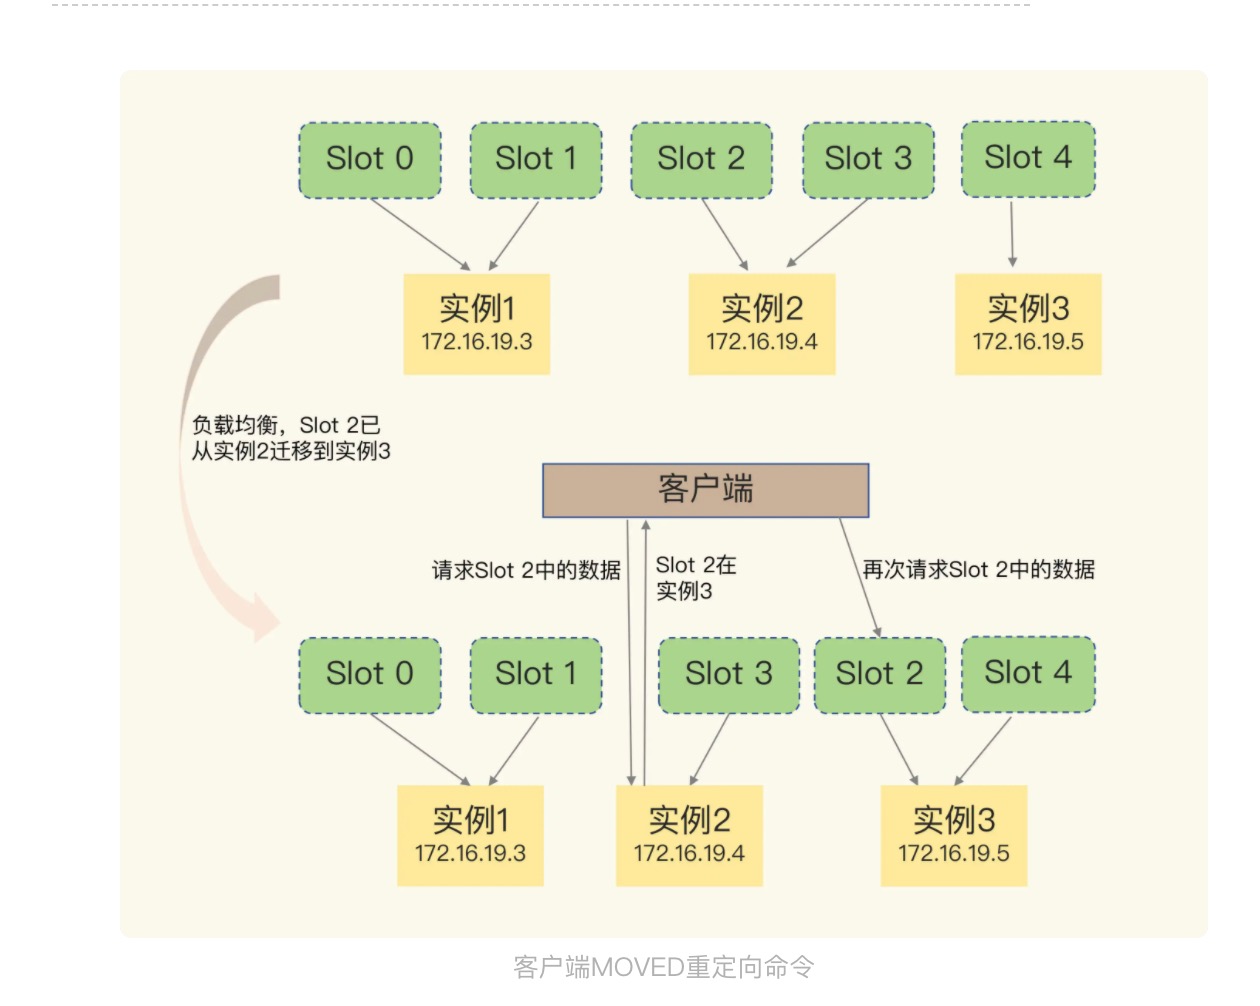 Slot 0
Slot 1
Slot 2
Slot 3
Slot 4
实例1
172.16.19.3
实例2
172.16.19.4
实例3
172.16.19.5
负载均衡，Slot 2已
从实例2迁移到实例3
客户端
请求Slot 2中的数据
Slot 2在
实例3
再次请求Slot 2中的数据
Slot 0
Slot 1
Slot 3
Slot 2
Slot 4
实例1
172.16.19.3
实例2
172.16.19.4
实例3
172.16.19.5
客户端MOVED重定向命令